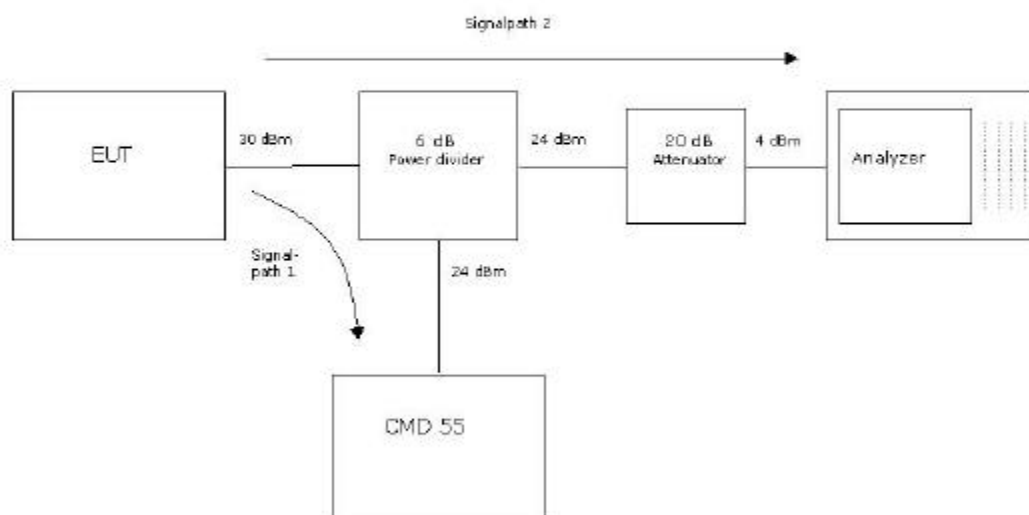 Signalpath 2
EUT
30 dBm
6 dB
Power divider
24 dBm
20 dB
Attenuator
4 dBm
Analyzer
Signal-
path 1
24 dBm
CMD 55